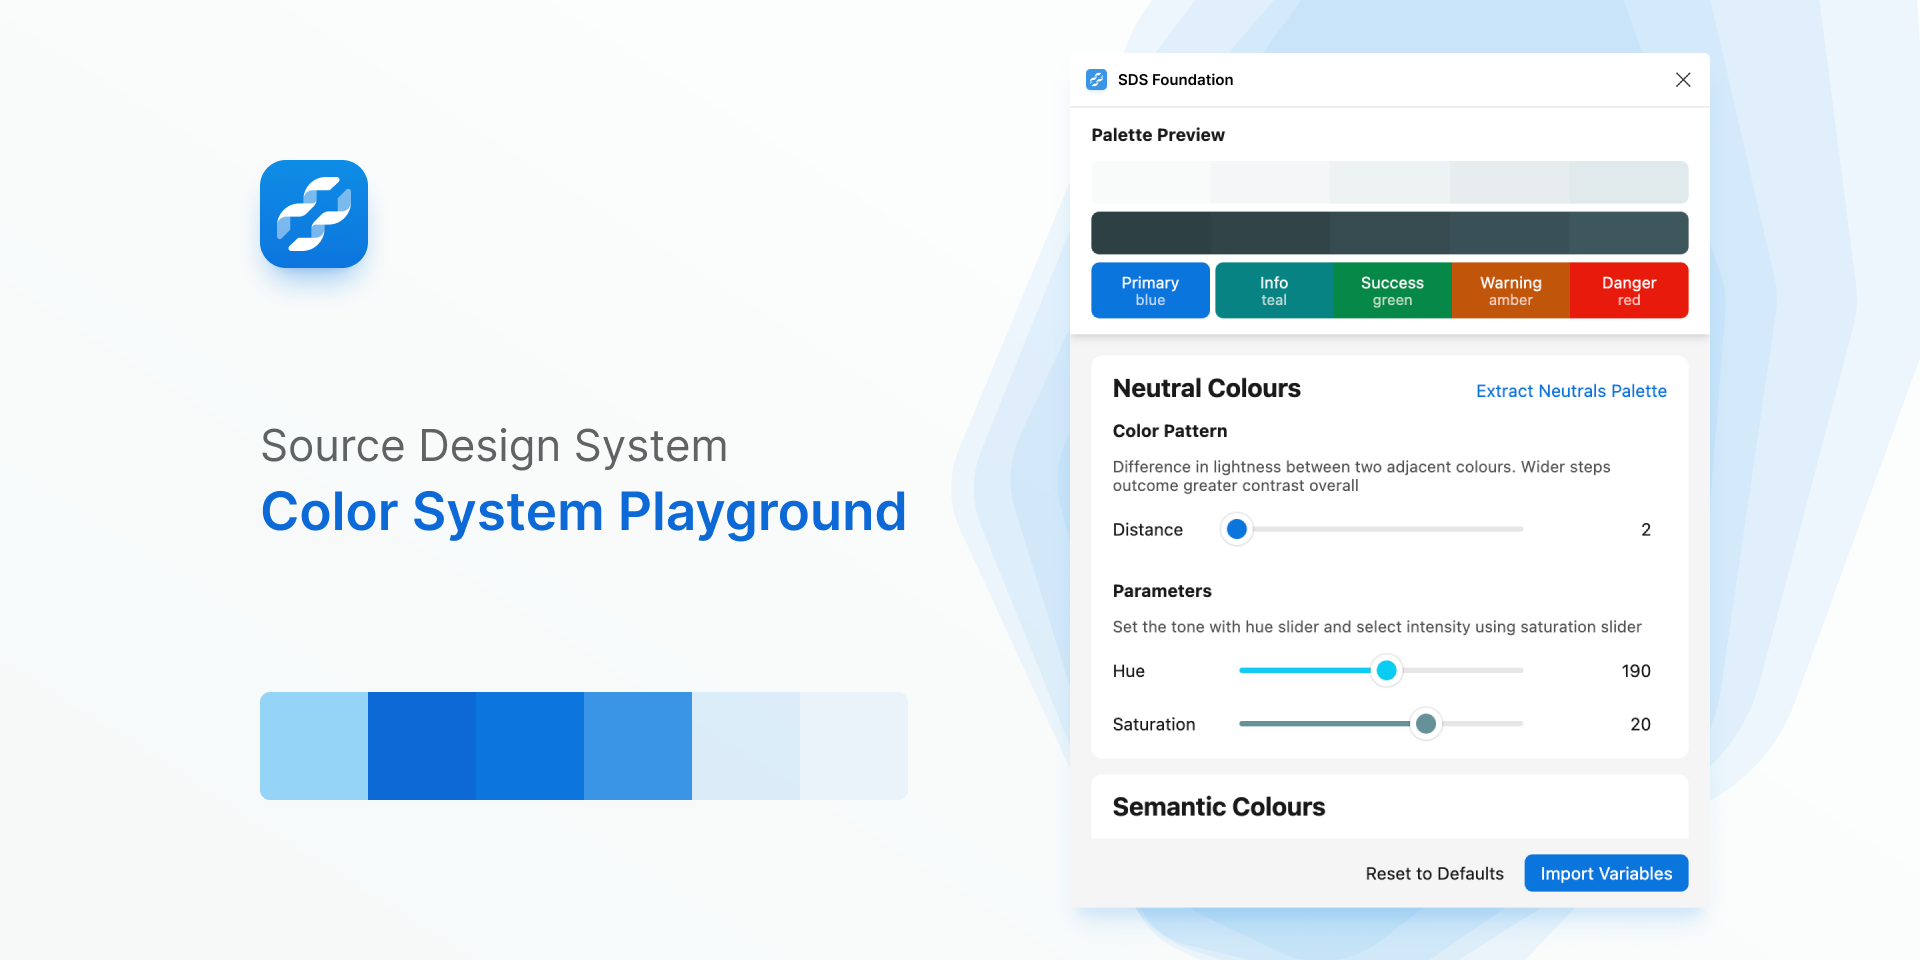 Source Design System
Color System Playground
SDS Foundation
Palette Preview
Primary
blue
Info
teal
Success
green
Warning
amber
Danger
red
Neutral Colours
Extract Neutrals Palette
Color Pattern
Difference in lightness between two adjacent colours. Wider steps
outcome greater contrast overall
Distance 2
Parameters
Set the tone with hue slider and select intensity using saturation slider
Hue 190
Saturation 20
Semantic Colours
Reset to Defaults
Import Variables